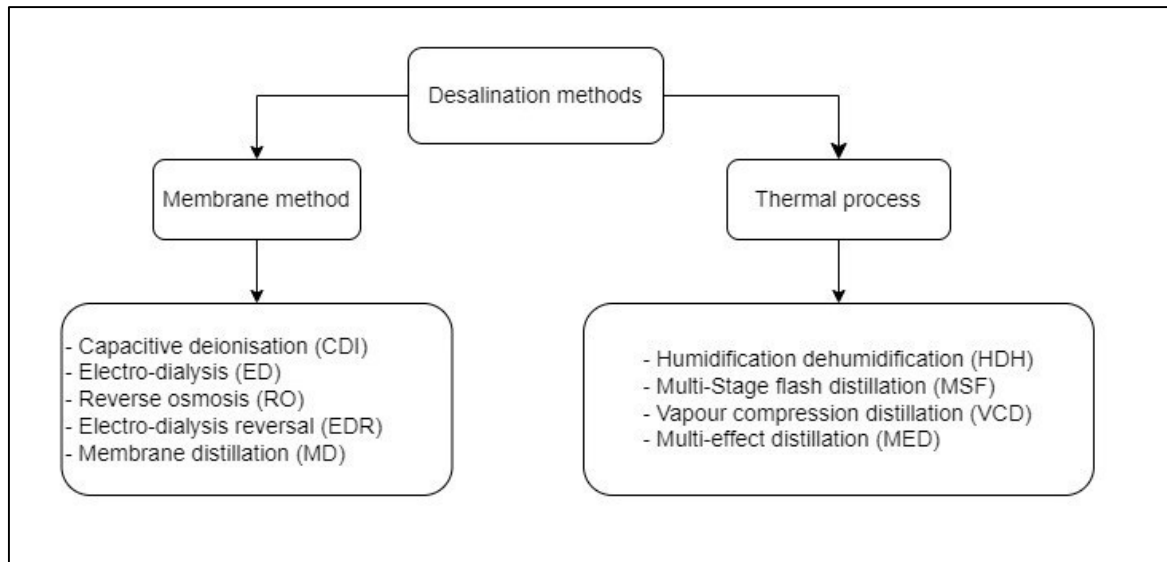 Desalination methods
Membrane method
Thermal process
- Capacitive deionisation (CDI)
- Electro-dialysis (ED)
- Reverse osmosis (RO)
- Electro-dialysis reversal (EDR)
- Membrane distillation (MD)
- Humidification dehumidification (HDH)
- Multi-Stage flash distillation (MSF)
- Vapour compression distillation (VCD)
- Multi-effect distillation (MED)